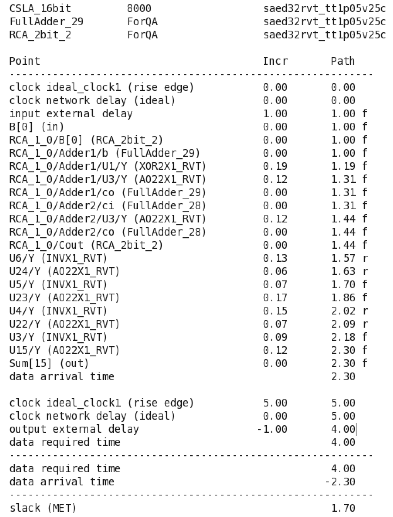 CSLA_16bit 8000 saed32rvt_tt1p05v25c
FullAdder_29 ForQA saed32rvt_tt1p05v25c
RCA_2bit_2 ForQA saed32rvt_tt1p05v25c
Point Incr Path
--------------------------------------------------------------
clock ideal_clock1 (rise edge) 0.00 0.00
clock network delay (ideal) 0.00 0.00
input external delay 1.00 1.00 f
B[0] (in) 0.00 1.00 f
RCA_1_0/B[0] (RCA_2bit_2) 0.00 1.00 f
RCA_1_0/Adder1/b (FullAdder_29) 0.00 1.00 f
RCA_1_0/Adder1/U1/Y (XOR2X1_RVT) 0.19 1.19 f
RCA_1_0/Adder1/U3/Y (AO22X1_RVT) 0.12 1.31 f
RCA_1_0/Adder1/co (FullAdder_29) 0.00 1.31 f
RCA_1_0/Adder2/ci (FullAdder_28) 0.00 1.31 f
RCA_1_0/Adder2/U3/Y (AO22X1_RVT) 0.12 1.44 f
RCA_1_0/Adder2/co (FullAdder_28) 0.00 1.44 f
RCA_1_0/Cout (RCA_2bit_2) 0.00 1.44 f
U6/Y (INVX1_RVT) 0.13 1.57 r
U24/Y (AO22X1_RVT) 0.06 1.63 r
U5/Y (INVX1_RVT) 0.07 1.70 f
U23/Y (AO22X1_RVT) 0.17 1.86 f
U4/Y (INVX1_RVT) 0.15 2.02 r
U22/Y (AO22X1_RVT) 0.07 2.09 r
U3/Y (INVX1_RVT) 0.09 2.18 f
U15/Y (AO22X1_RVT) 0.12 2.30 f
Sum[15] (out) 0.00 2.30 f
data arrival time 2.30
clock ideal_clock1 (rise edge) 5.00 5.00
clock network delay (ideal) 0.00 5.00
output external delay -1.00 4.00
data required time 4.00
--------------------------------------------------------------
data required time 4.00
data arrival time -2.30
--------------------------------------------------------------
slack (MET) 1.70